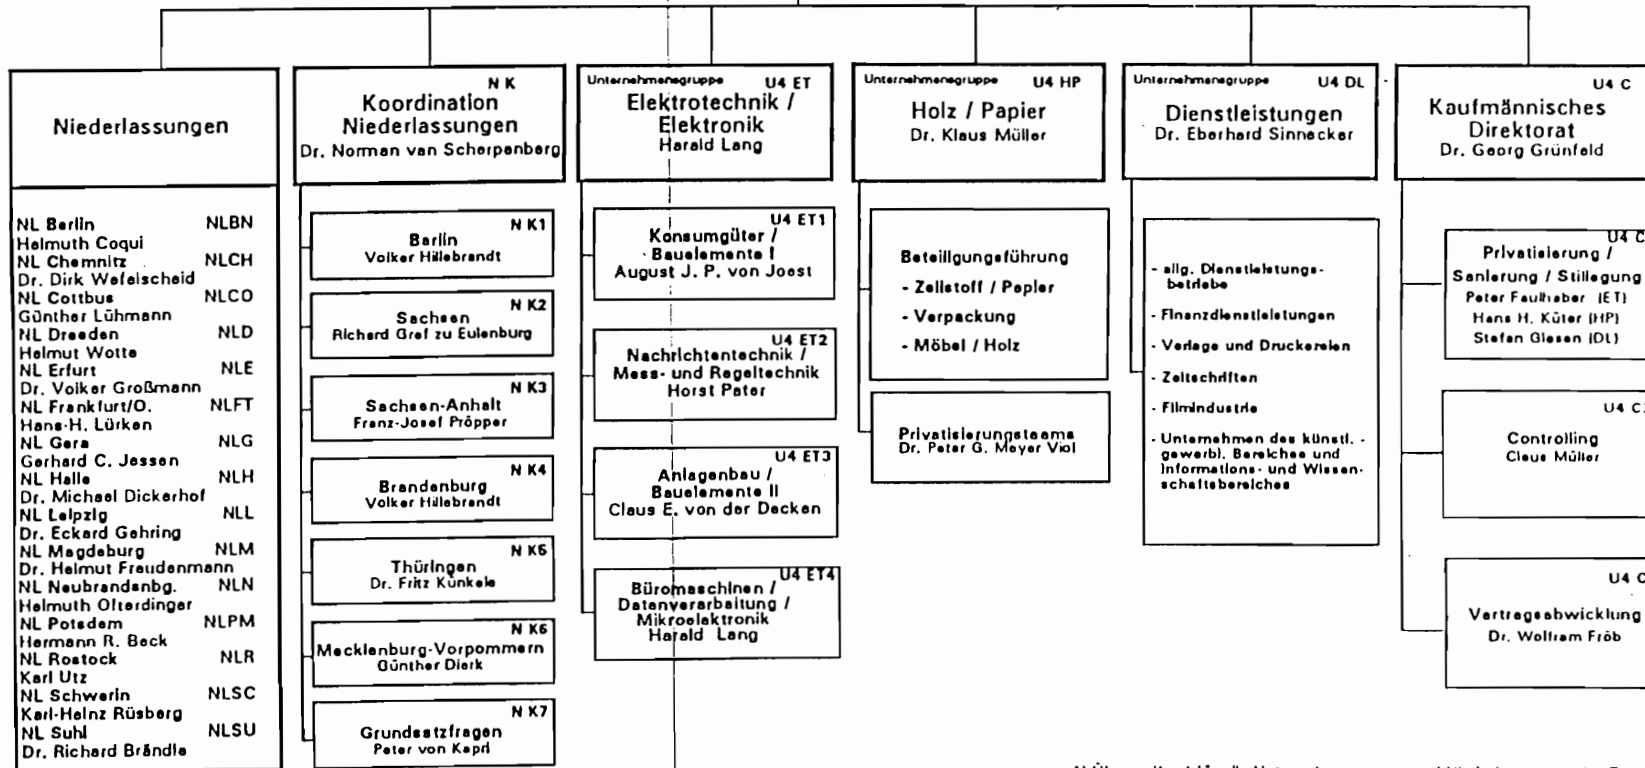 Niederlassungen
NL Berlin NLBN
Helmuth Coqui
NL Chemnitz NLCH
Dr. Dirk Wefelscheid
NL Cottbus NLCO
Günther Lühmann
NL Dresden NLD
Helmut Wotte
NL Erfurt NLE
Dr. Volker Großmann
NL Frankfurt/O. NLFT
Hans-H. Lürken
NL Gera NLG
Gerhard C. Jessen
NL Halle NLH
Dr. Michael Dickerhof
NL Leipzig NLL
Dr. Eckard Gehring
NL Magdeburg NLM
Dr. Helmut Freudenmann
NL Neubrandenbg. NLN
Helmuth Ofterdinger
NL Potsdam NLPM
Hermann R. Beck
NL Rostock NLR
Karl Utz
NL Schwerin NLSC
Karl-Heinz Rüsberg
NL Suhl NLSU
Dr. Richard Brändle
N K
Koordination
Niederlassungen
Dr. Norman van Scherpenberg
N K1
Berlin
Volker Hillebrandt
N K2
Sachsen
Richard Graf zu Eulenburg
N K3
Sachsen-Anhalt
Franz-Josef Pröpper
N K4
Brandenburg
Volker Hillebrandt
Thüringen
Dr. Fritz Künkele
N K6
Mecklenburg-Vorpommern
Günther Dierk
N K7
Grundsatzfragen
Peter von Kapri
Unternehmensgruppe U4 ET
Elektrotechnik /
Elektronik
Harald Lang
U4 ET1
Konsumgüter /
Bauelemente I
August J. P. von Joest
U4 ET2
Nachrichtentechnik /
Mess- und Regeltechnik
Horst Pater
U4 ET3
Anlagenbau /
Bauelemente II
Claus E. von der Decken
U4 ET4
Büromaschinen /
Datenverarbeitung /
Mikroelektronik
Harald Lang
Unternehmensgruppe U4 HP
Holz / Papier
Dr. Klaus Müller
Beteiligungsführung
- Zellstoff / Papier
- Verpackung
- Möbel / Holz
Privatisierungsteams
Dr. Peter G. Meyer Viol
Unternehmensgruppe U4 DL
Dienstleistungen
Dr. Eberhard Sinnecker
- allg. Dienstleistungs-
betriebe
- Finanzdienstleistungen
- Verlage und Druckereien
- Zeitschriften
- Filmindustrie
- Unternehmen des künstl. -
gewerbl. Bereiches und
Informations- und Wissen-
schaftsbereiches
U4 C
Kaufmännisches
Direktorat
Dr. Georg Grünfeld
U4 C
Privatisierung /
Sanierung / Stillegung
Peter Faulhaber (ET)
Hans H. Küter (HP)
Stefan Giesen (DL)
U4 C
Controlling
Claus Müller
U4 C
Vertragsabwicklung
Dr. Wolfram Fröb